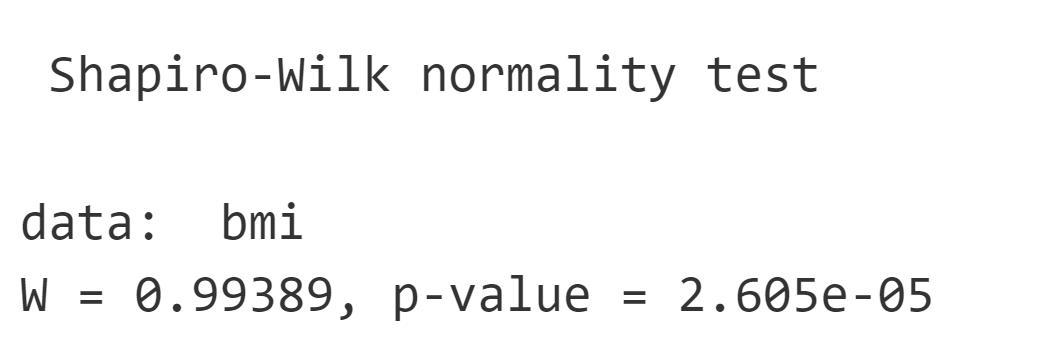 Shapiro-Wilk normality test
data:  bmi
W = 0.99389, p-value = 2.605e-05